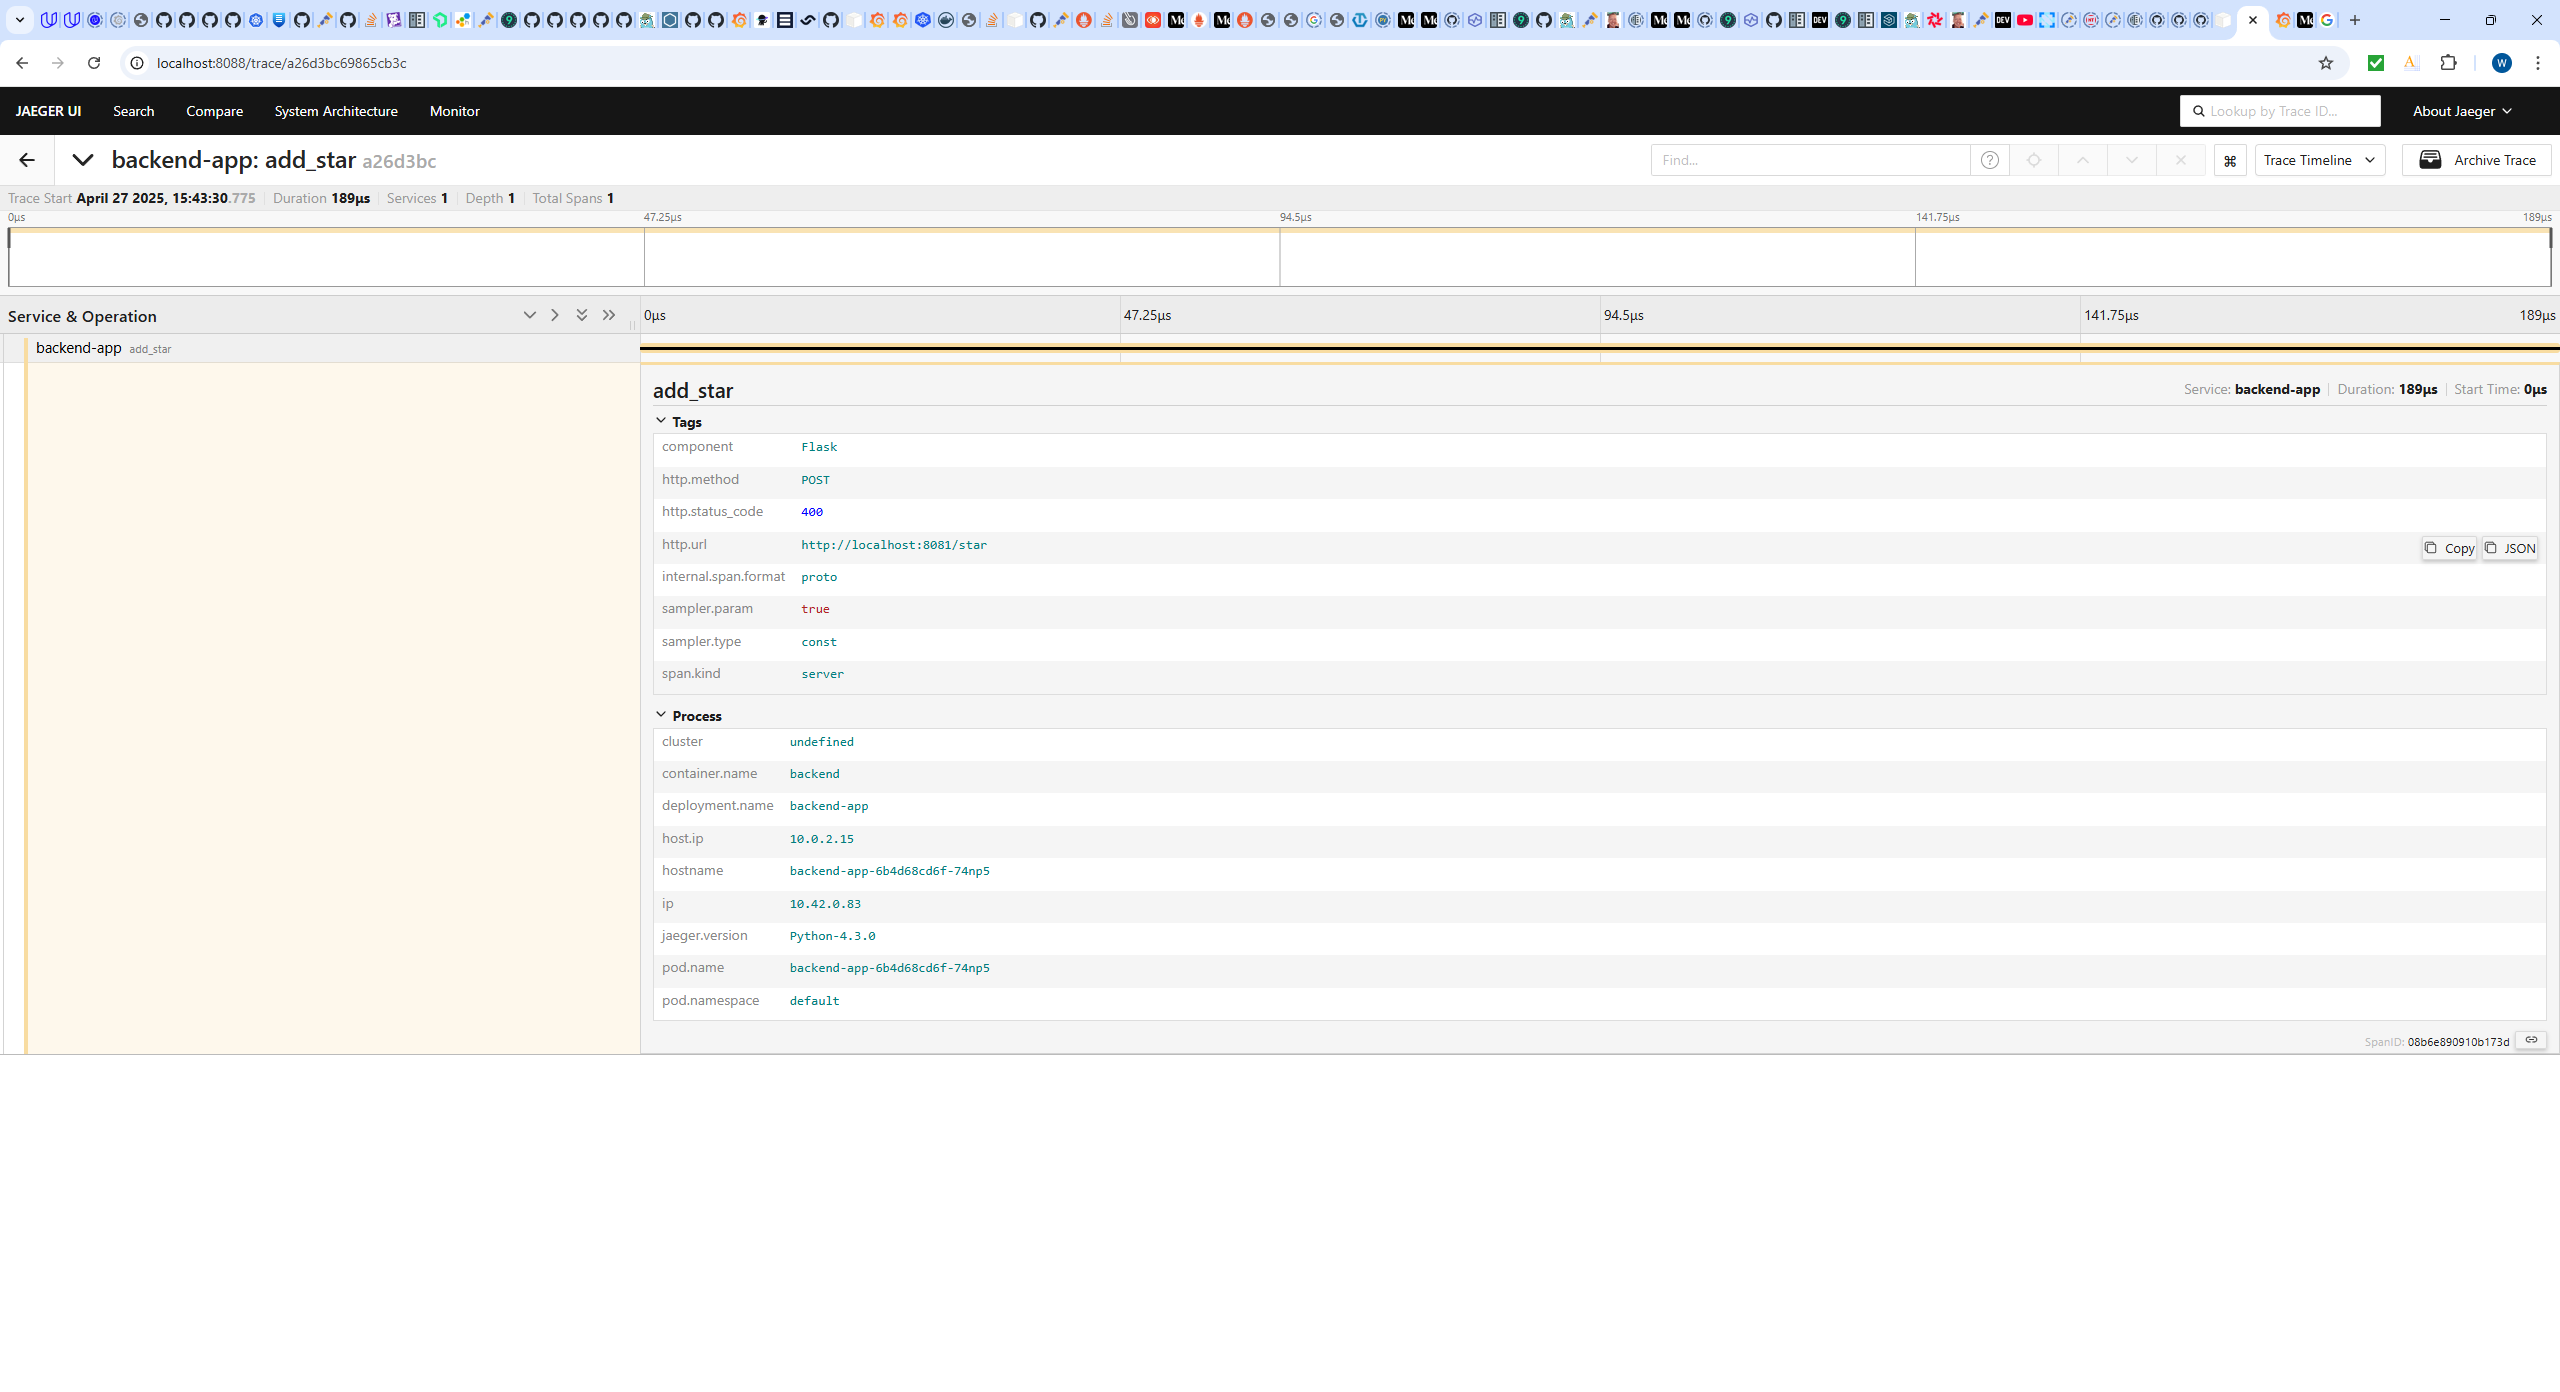 localhost:8088/trace/a26d3bc69865cb3c
W
JAEGER UI Search Compare System Architecture Monitor Lookup by Trace ID... About Jaeger
backend-app: add_star a26d3bc Find... Trace Timeline Archive Trace
Trace Start April 27 2025, 15:43:30.775 Duration 189μs Services 1 Depth 1 Total Spans 1
0μs 47.25μs 94.5μs 141.75μs 189μs
Service & Operation 0μs 47.25μs 94.5μs 141.75μs 189μs
backend-app add_star
add_star Service: backend-app Duration: 189μs Start Time: 0μs
Tags
component Flask
http.method POST
http.status_code 400
http.url http://localhost:8081/star Copy JSON
internal.span.format proto
sampler.param true
sampler.type const
span.kind server
Process
cluster undefined
container.name backend
deployment.name backend-app
host.ip 10.0.2.15
hostname backend-app-6b4d68cd6f-74np5
ip 10.42.0.83
jaeger.version Python-4.3.0
pod.name backend-app-6b4d68cd6f-74np5
pod.namespace default
SpanID: 08b6e890910b173d